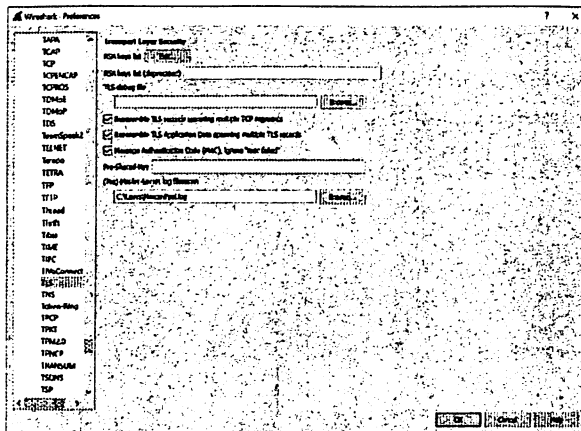 Wireshark · Preferences
?
X
TAPA
TCAP
TCP
TCPENCAP
TCPROS
TDMoE
TDMoP
TDS
TeamSpeak2
TELNET
Teredo
TETRA
TFP
TFTP
Thread
Thrift
Tibia
TIME
TIPC
TiVoConnect
TLS
TNS
Token-Ring
TPCP
TPKT
TPM2.0
TPNCP
TRANSUM
TSDNS
TSP
Transport Layer Security
RSA keys list
RSA keys list (deprecated)
TLS debug file
Browse...
Reassemble TLS records spanning multiple TCP segments
Reassemble TLS Application Data spanning multiple TLS records
Message Authentication Code (MAC), ignore "mac failed"
Pre-Shared-Key
(Pre)-Master-Secret log filename
Browse...
OK
Cancel
Help